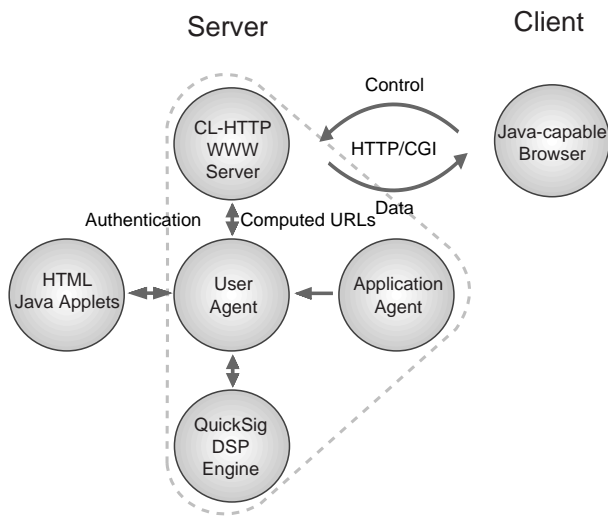 Server
Client
Control
CL-HTTP
WWW
Server
HTTP/CGI
Java-capable
Browser
Data
Authentication
Computed URLs
HTML
Java Applets
User
Agent
Application
Agent
QuickSig
DSP
Engine